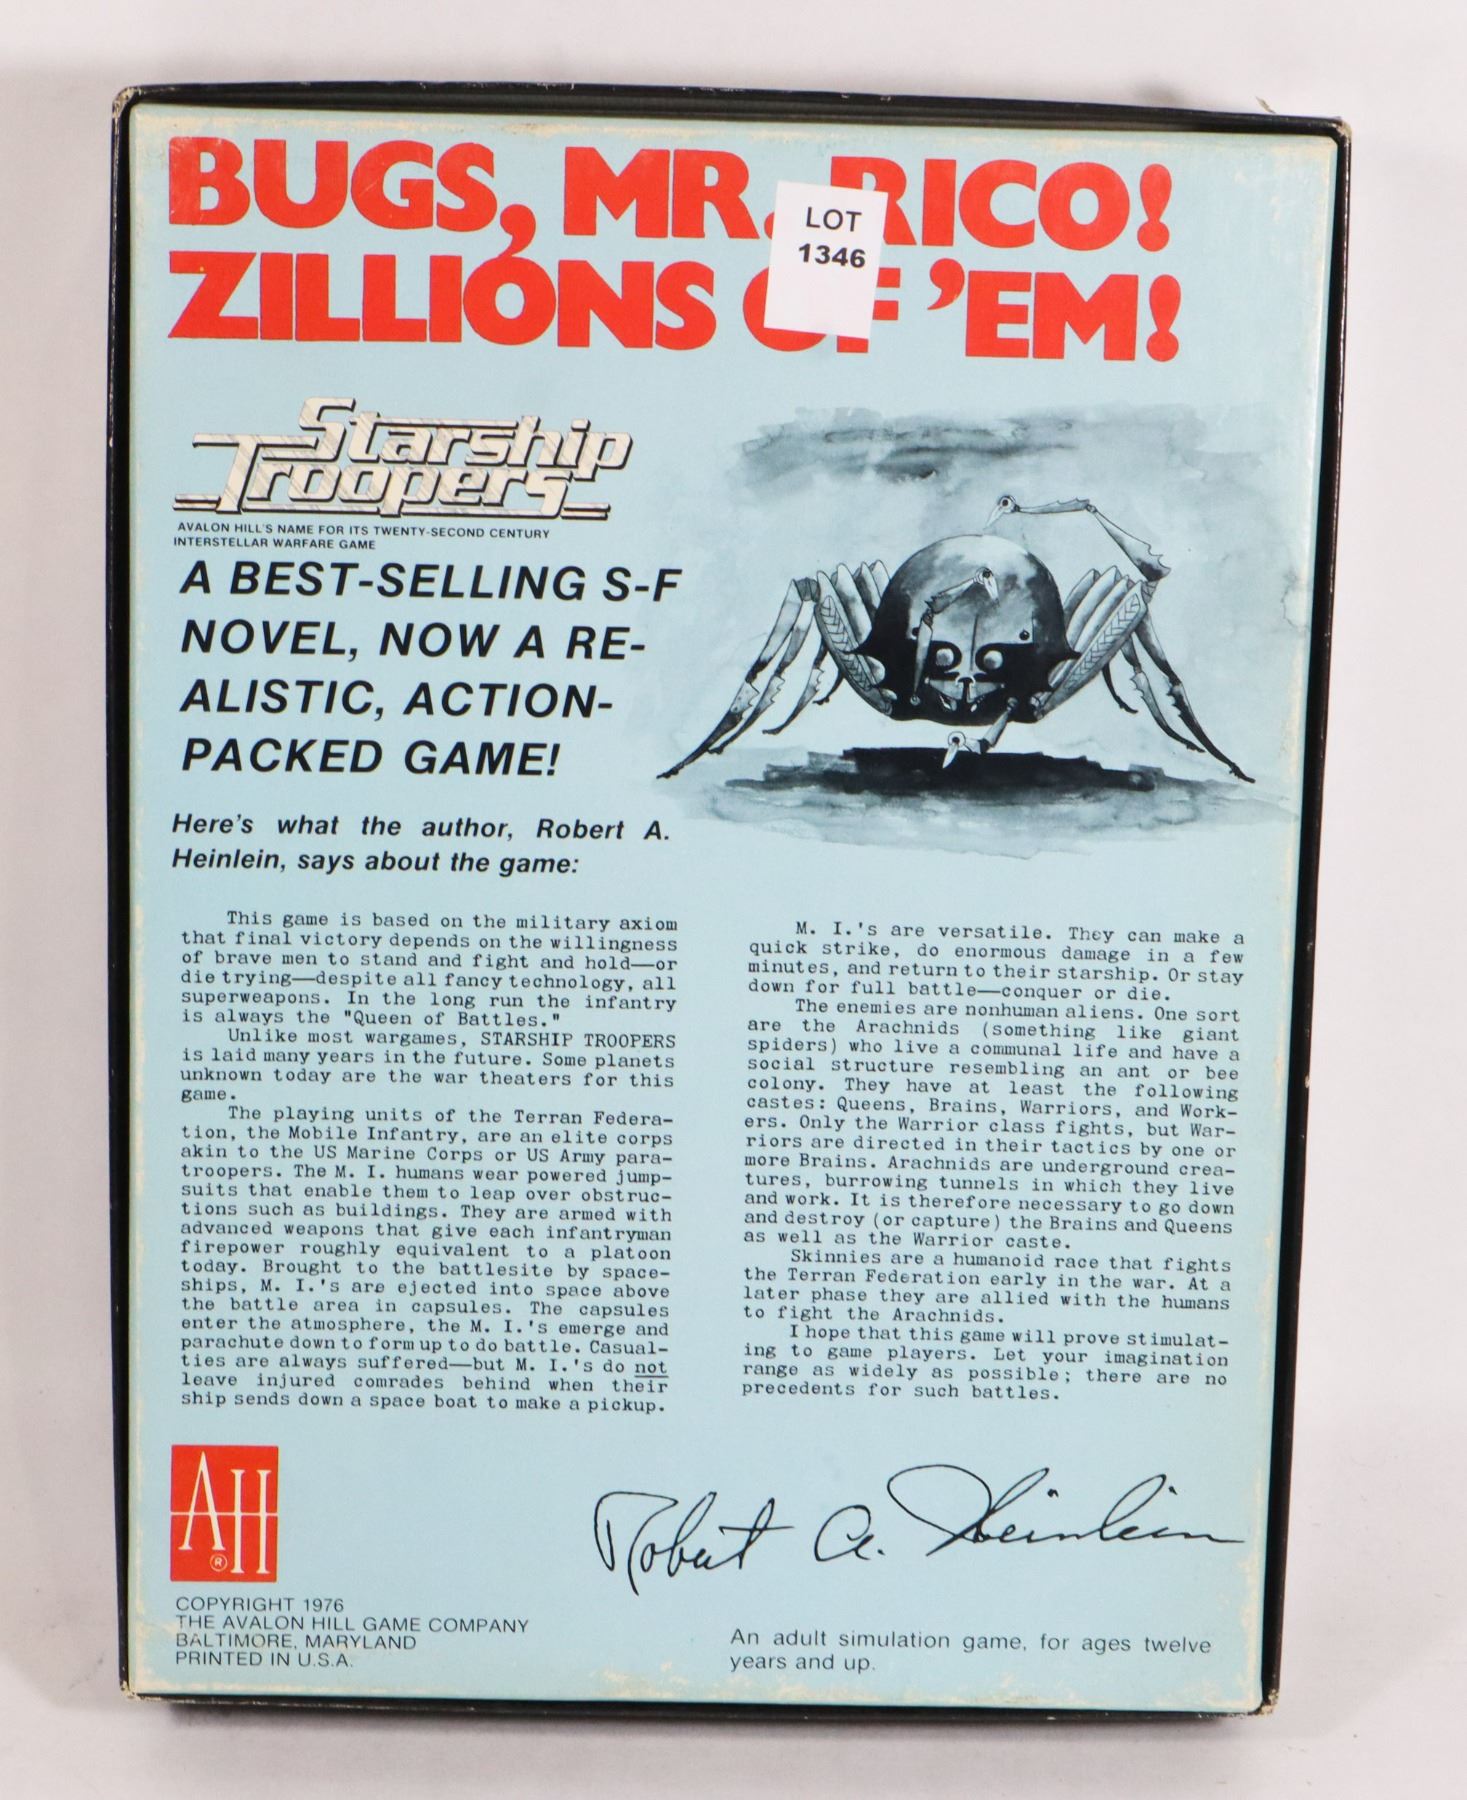 BUGS, MR. RICO!
ZILLIONS OF 'EM!
LOT
1346
Starship
Troopers
AVALON HILL'S NAME FOR ITS TWENTY-SECOND CENTURY
INTERSTELLAR WARFARE GAME
A BEST-SELLING S-F
NOVEL, NOW A RE-
ALISTIC, ACTION-
PACKED GAME!
Here's what the author, Robert A.
Heinlein, says about the game:
This game is based on the military axiom
that final victory depends on the willingness
of brave men to stand and fight and hold—or
die trying—despite all fancy technology, all
superweapons. In the long run the infantry
is always the "Queen of Battles."
Unlike most wargames, STARSHIP TROOPERS
is laid many years in the future. Some planets
unknown today are the war theaters for this
game.
The playing units of the Terran Federa-
tion, the Mobile Infantry, are an elite corps
akin to the US Marine Corps or US Army para-
troopers. The M. I. humans wear powered jump-
suits that enable them to leap over obstruc-
tions such as buildings. They are armed with
advanced weapons that give each infantryman
firepower roughly equivalent to a platoon
today. Brought to the battlesite by space-
ships, M. I.'s are ejected into space above
the battle area in capsules. The capsules
enter the atmosphere, the M. I.'s emerge and
parachute down to form up to do battle. Casual-
ties are always suffered—but M. I.'s do not
leave injured comrades behind when their
ship sends down a space boat to make a pickup.
M. I.'s are versatile. They can make a
quick strike, do enormous damage in a few
minutes, and return to their starship. Or stay
down for full battle—conquer or die.
The enemies are nonhuman aliens. One sort
are the Arachnids (something like giant
spiders) who live a communal life and have a
social structure resembling an ant or bee
colony. They have at least the following
castes: Queens, Brains, Warriors, and Work-
ers. Only the Warrior class fights, but War-
riors are directed in their tactics by one or
more Brains. Arachnids are underground crea-
tures, burrowing tunnels in which they live
and work. It is therefore necessary to go down
and destroy (or capture) the Brains and Queens
as well as the Warrior caste.
Skinnies are a humanoid race that fights
the Terran Federation early in the war. At a
later phase they are allied with the humans
to fight the Arachnids.
I hope that this game will prove stimulat-
ing to game players. Let your imagination
range as widely as possible; there are no
precedents for such battles.
AH
®
Robert A. Heinlein
COPYRIGHT 1976
THE AVALON HILL GAME COMPANY
BALTIMORE, MARYLAND
PRINTED IN U.S.A.
An adult simulation game, for ages twelve
years and up.